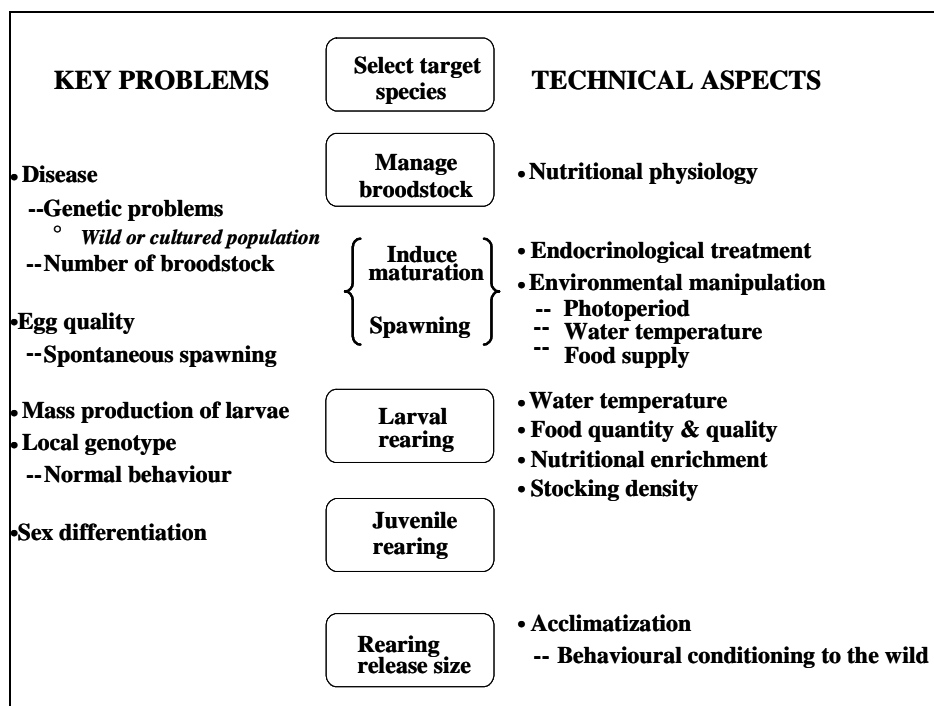 KEY PROBLEMS
Select target
species
TECHNICAL ASPECTS
• Disease
--Genetic problems
° Wild or cultured population
--Number of broodstock
Manage
broodstock
• Nutritional physiology
Induce
maturation
Spawning
• Endocrinological treatment
• Environmental manipulation
-- Photoperiod
-- Water temperature
-- Food supply
•Egg quality
--Spontaneous spawning
• Mass production of larvae
• Local genotype
--Normal behaviour
Larval
rearing
• Water temperature
• Food quantity & quality
• Nutritional enrichment
• Stocking density
•Sex differentiation
Juvenile
rearing
Rearing
release size
• Acclimatization
-- Behavioural conditioning to the wild